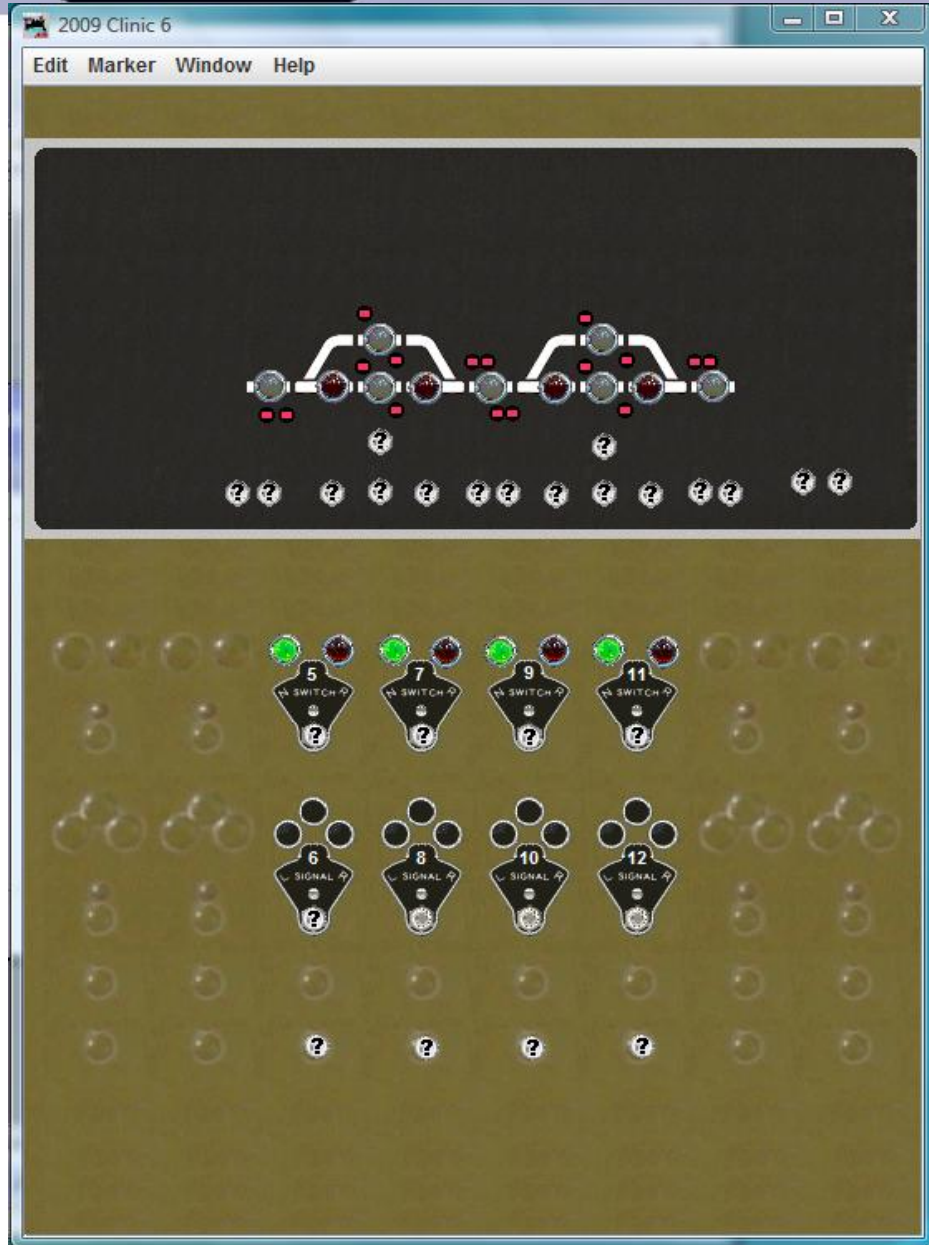 2009 Clinic 6
Edit Marker Window Help
?
?
? ? ? ? ? ? ? ? ? ? ? ? ? ?
5 7 9 11
N SWITCH R N SWITCH R N SWITCH R N SWITCH R
? ? ? ?
6 8 10 12
L SIGNAL R L SIGNAL R L SIGNAL R L SIGNAL R
?
? ? ? ?